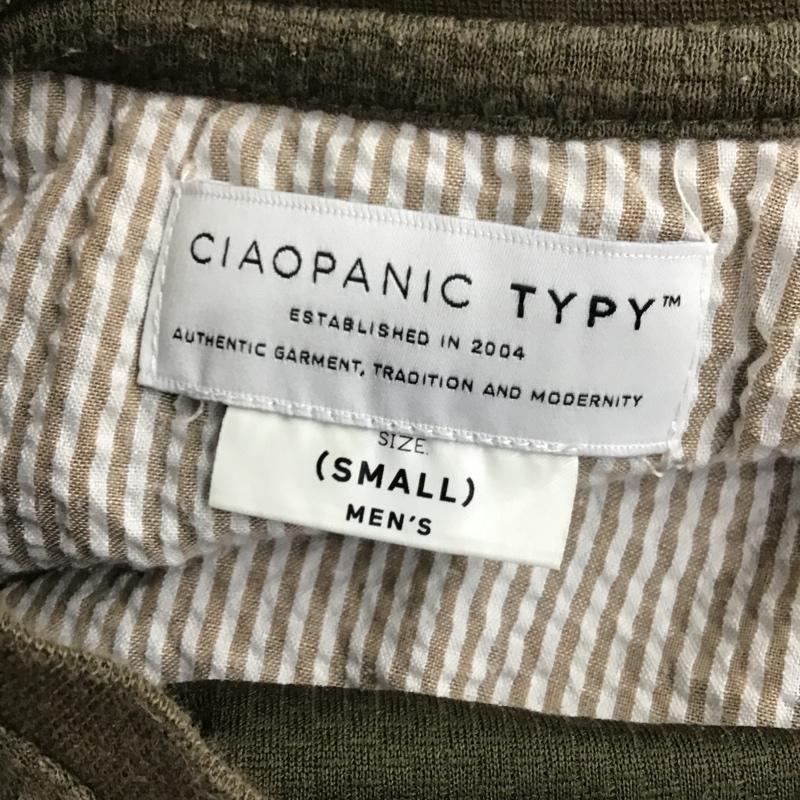 CIAOPANIC TYPY™
ESTABLISHED IN 2004
AUTHENTIC GARMENT, TRADITION AND MODERNITY
SIZE.
(SMALL)
MEN'S